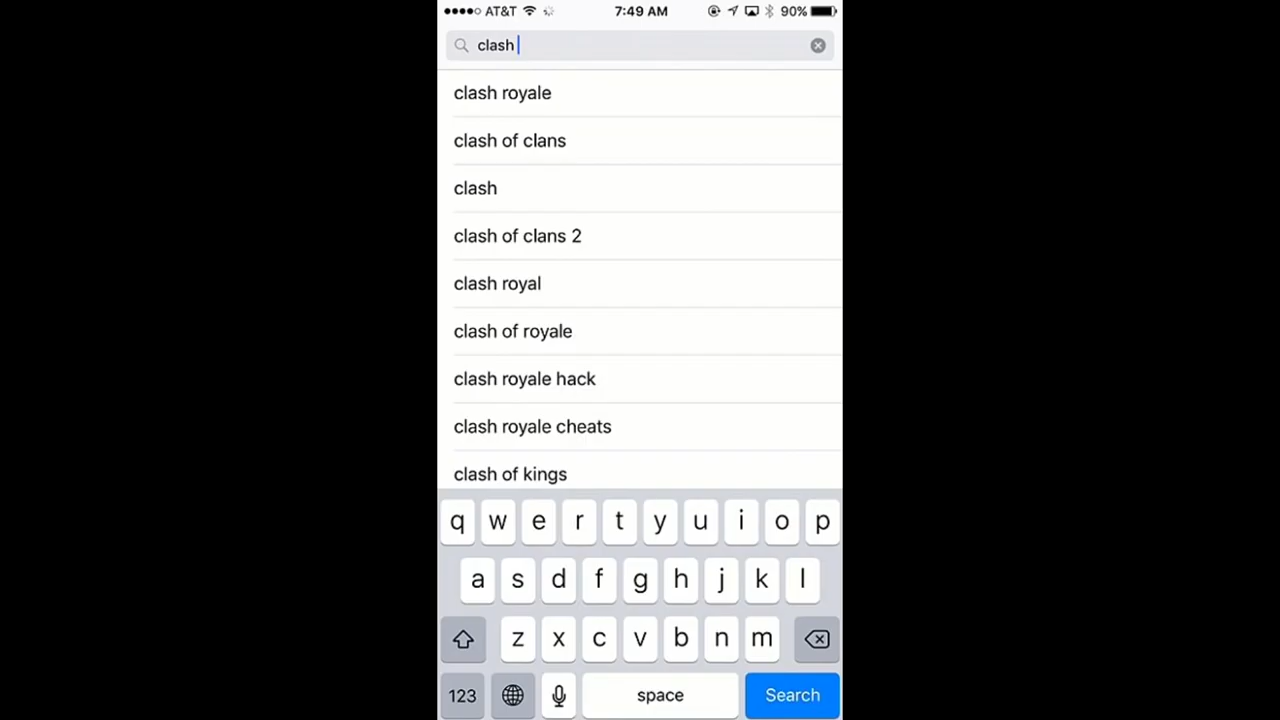 AT&T 7:49 AM 90%
clash
clash royale
clash of clans
clash
clash of clans 2
clash royal
clash of royale
clash royale hack
clash royale cheats
clash of kings
q w e r t y u i o p
a s d f g h j k l
z x c v b n m
123 space Search